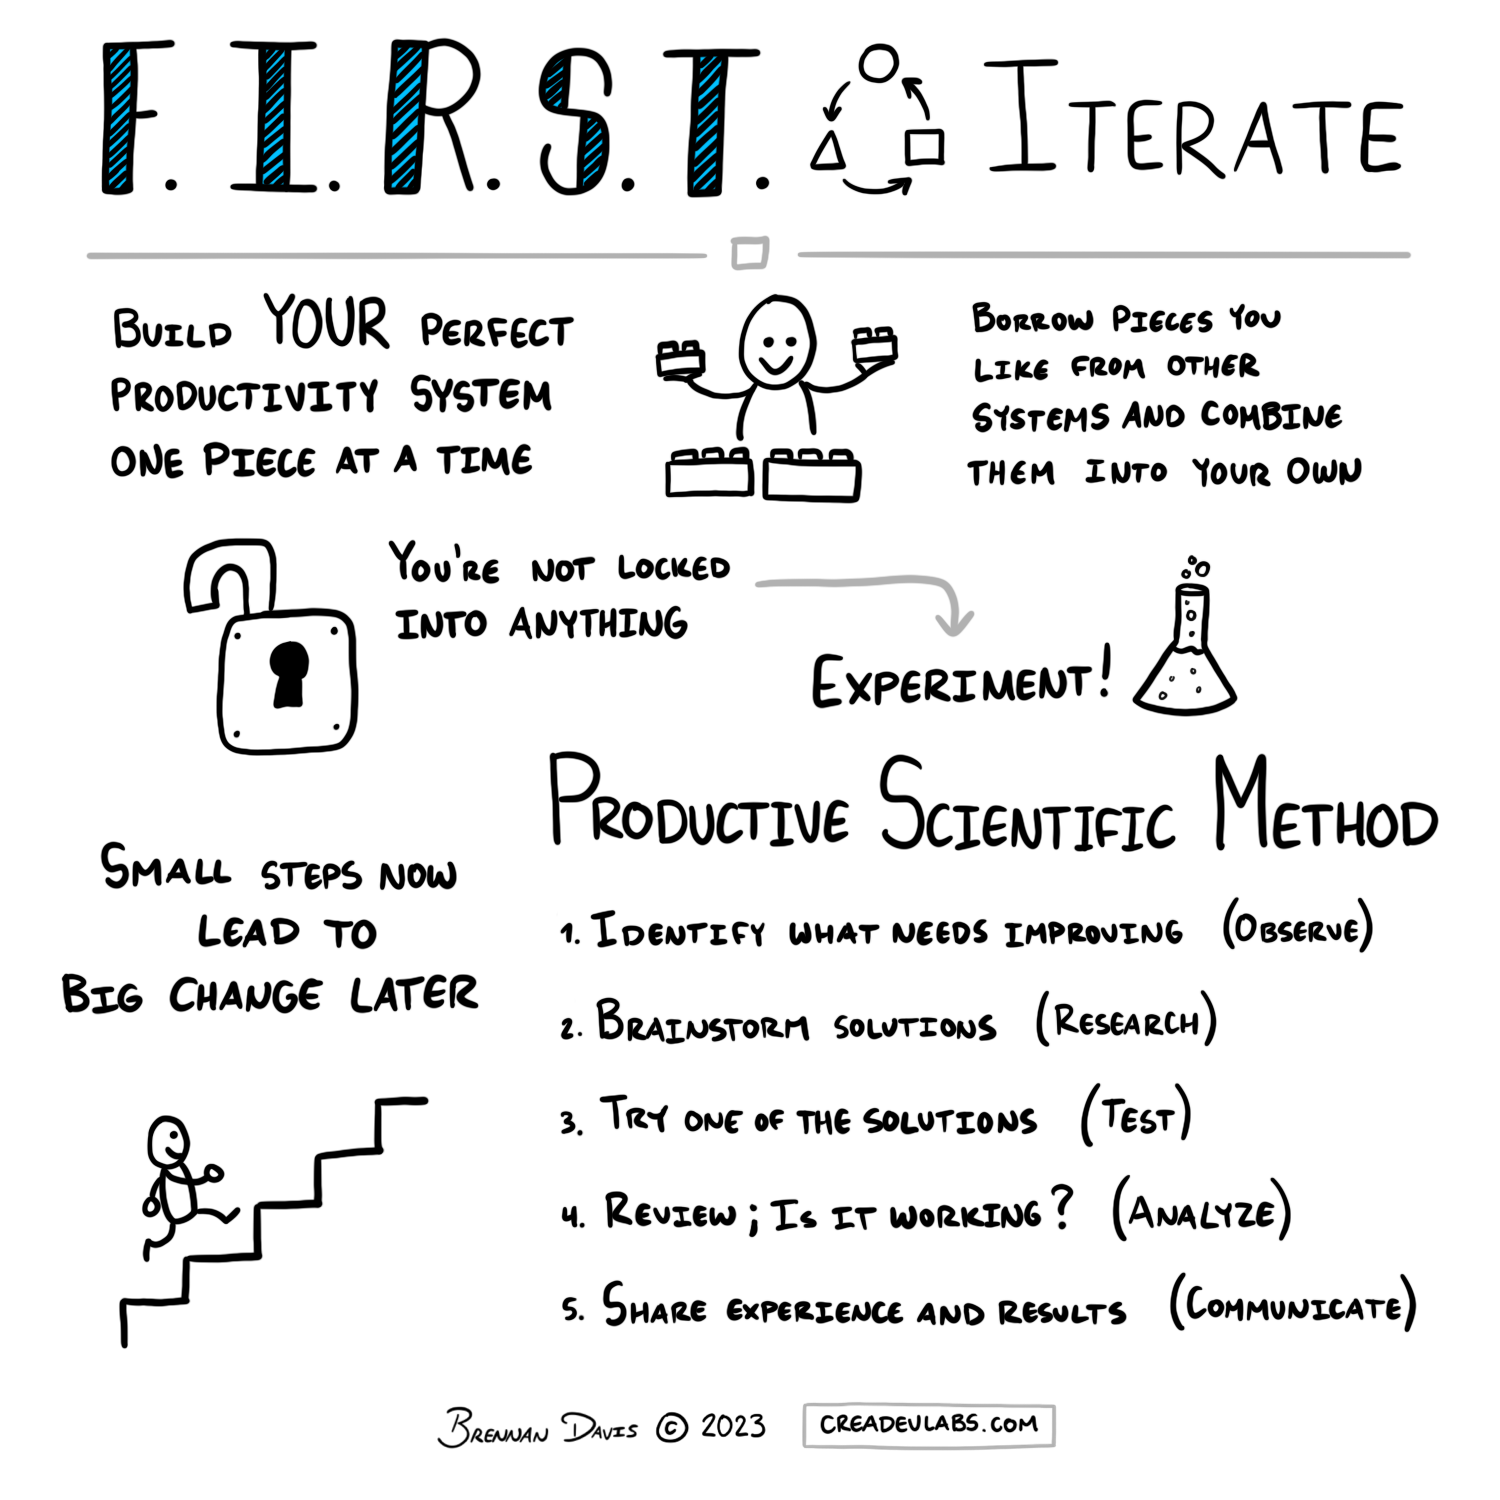 F.I.R.S.T. ITERATE
BUILD YOUR PERFECT
PRODUCTIVITY SYSTEM
ONE PIECE AT A TIME
BORROW PIECES YOU
LIKE FROM OTHER
SYSTEMS AND COMBINE
THEM INTO YOUR OWN
YOU'RE NOT LOCKED
INTO ANYTHING
EXPERIMENT!
SMALL STEPS NOW
LEAD TO
BIG CHANGE LATER
PRODUCTIVE SCIENTIFIC METHOD
1. IDENTIFY WHAT NEEDS IMPROVING (OBSERVE)
2. BRAINSTORM SOLUTIONS (RESEARCH)
3. TRY ONE OF THE SOLUTIONS (TEST)
4. REVIEW; IS IT WORKING? (ANALYZE)
5. SHARE EXPERIENCE AND RESULTS (COMMUNICATE)
BRENNAN DAVIS © 2023
CREADEVLABS.COM